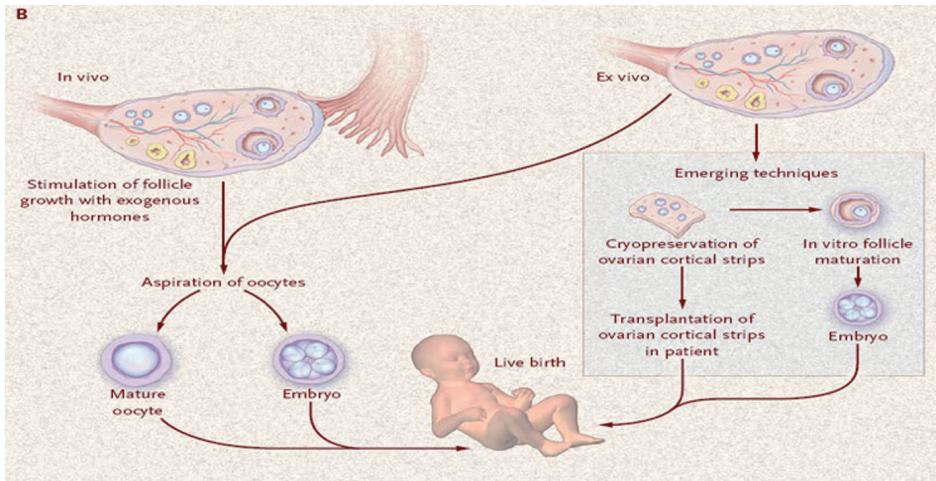 B
In vivo
Ex vivo
Stimulation of follicle
growth with exogenous
hormones
Emerging techniques
Cryopreservation of
ovarian cortical strips
In vitro follicle
maturation
Aspiration of oocytes
Transplantation of
ovarian cortical strips
in patient
Embryo
Live birth
Mature
oocyte
Embryo